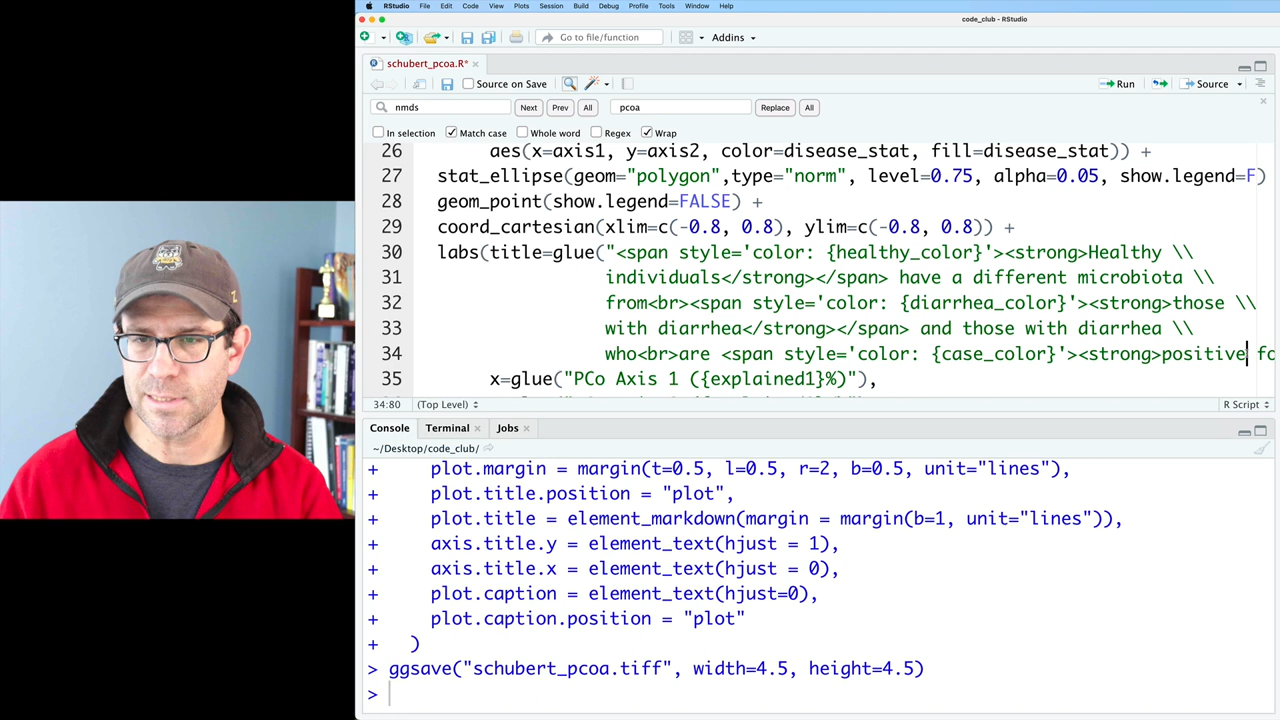 RStudio File Edit Code View Plots Session Build Debug Profile Tools Window Help
code_club - RStudio
Go to file/function Addins
schubert_pcoa.R*
Source on Save Run Source
nmds Next Prev All pcoa Replace All
In selection Match case Whole word Regex Wrap
26 aes(x=axis1, y=axis2, color=disease_stat, fill=disease_stat)) +
27 stat_ellipse(geom="polygon",type="norm", level=0.75, alpha=0.05, show.legend=F)
28 geom_point(show.legend=FALSE) +
29 coord_cartesian(xlim=c(-0.8, 0.8), ylim=c(-0.8, 0.8)) +
30 labs(title=glue("<span style='color: {healthy_color}'><strong>Healthy \\
31 individuals</strong></span> have a different microbiota \\
32 from<br><span style='color: {diarrhea_color}'><strong>those \\
33 with diarrhea</strong></span> and those with diarrhea \\
34 who<br>are <span style='color: {case_color}'><strong>positive fo
35 x=glue("PCo Axis 1 ({explained1}%)"),
34:80 (Top Level) R Script
Console Terminal Jobs
~/Desktop/code_club/
+ plot.margin = margin(t=0.5, l=0.5, r=2, b=0.5, unit="lines"),
+ plot.title.position = "plot",
+ plot.title = element_markdown(margin = margin(b=1, unit="lines")),
+ axis.title.y = element_text(hjust = 1),
+ axis.title.x = element_text(hjust = 0),
+ plot.caption = element_text(hjust=0),
+ plot.caption.position = "plot"
+ )
> ggsave("schubert_pcoa.tiff", width=4.5, height=4.5)
>